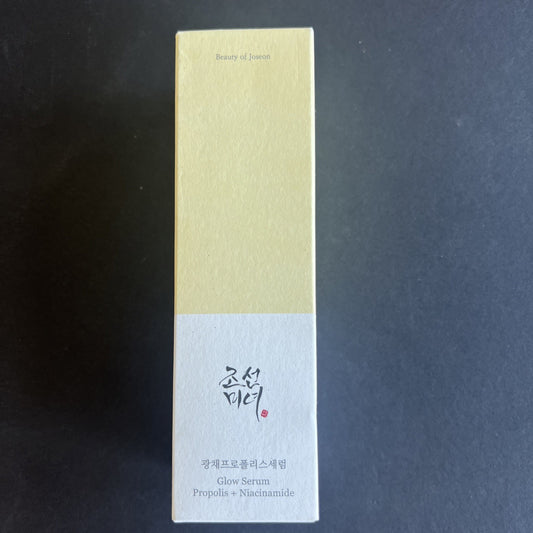 Beauty of Joseon
조선
미녀
광채프로폴리스세럼
Glow Serum
Propolis + Niacinamide